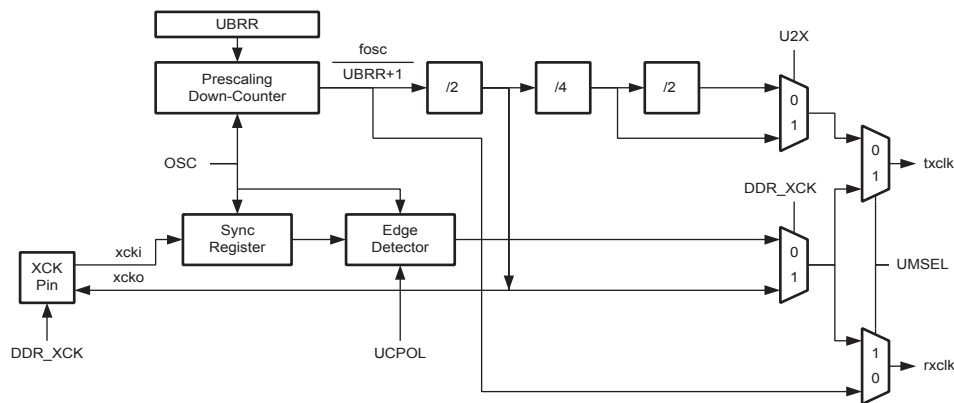 UBRR
fosc
UBRR+1
U2X
Prescaling
Down-Counter
/2
/4
/2
0
1
OSC
0
1
txclk
DDR_XCK
Sync
Register
Edge
Detector
0
1
xcki
XCK
Pin
xcko
UMSEL
DDR_XCK
UCPOL
1
0
rxclk